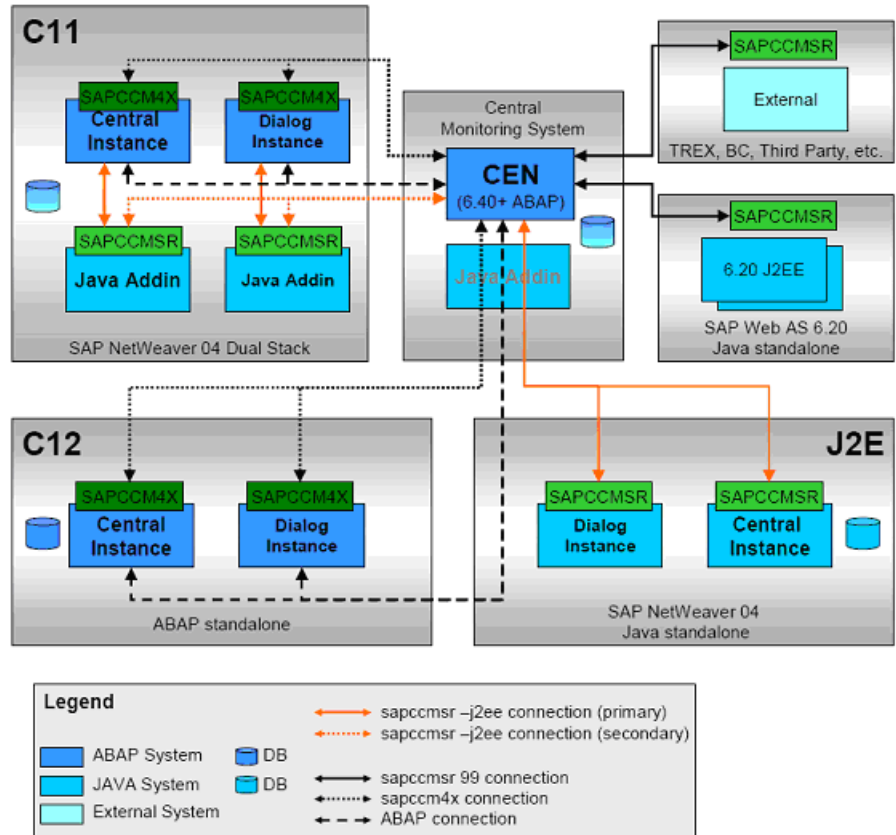 C11
SAPCCM4X
Central
Instance
SAPCCM4X
Dialog
Instance
SAPCCMSR
Java Addin
SAPCCMSR
Java Addin
SAP NetWeaver 04 Dual Stack
Central
Monitoring System
CEN
(6.40+ ABAP)
Java Addin
SAPCCMSR
External
TREX, BC, Third Party, etc.
SAPCCMSR
6.20 J2EE
SAP Web AS 6.20
Java standalone
C12
SAPCCM4X
Central
Instance
SAPCCM4X
Dialog
Instance
ABAP standalone
J2E
SAPCCMSR
Dialog
Instance
SAPCCMSR
Central
Instance
SAP NetWeaver 04
Java standalone
Legend
ABAP System
DB
JAVA System
DB
External System
sapccmsr –j2ee connection (primary)
sapccmsr –j2ee connection (secondary)
sapccmsr 99 connection
sapccm4x connection
ABAP connection